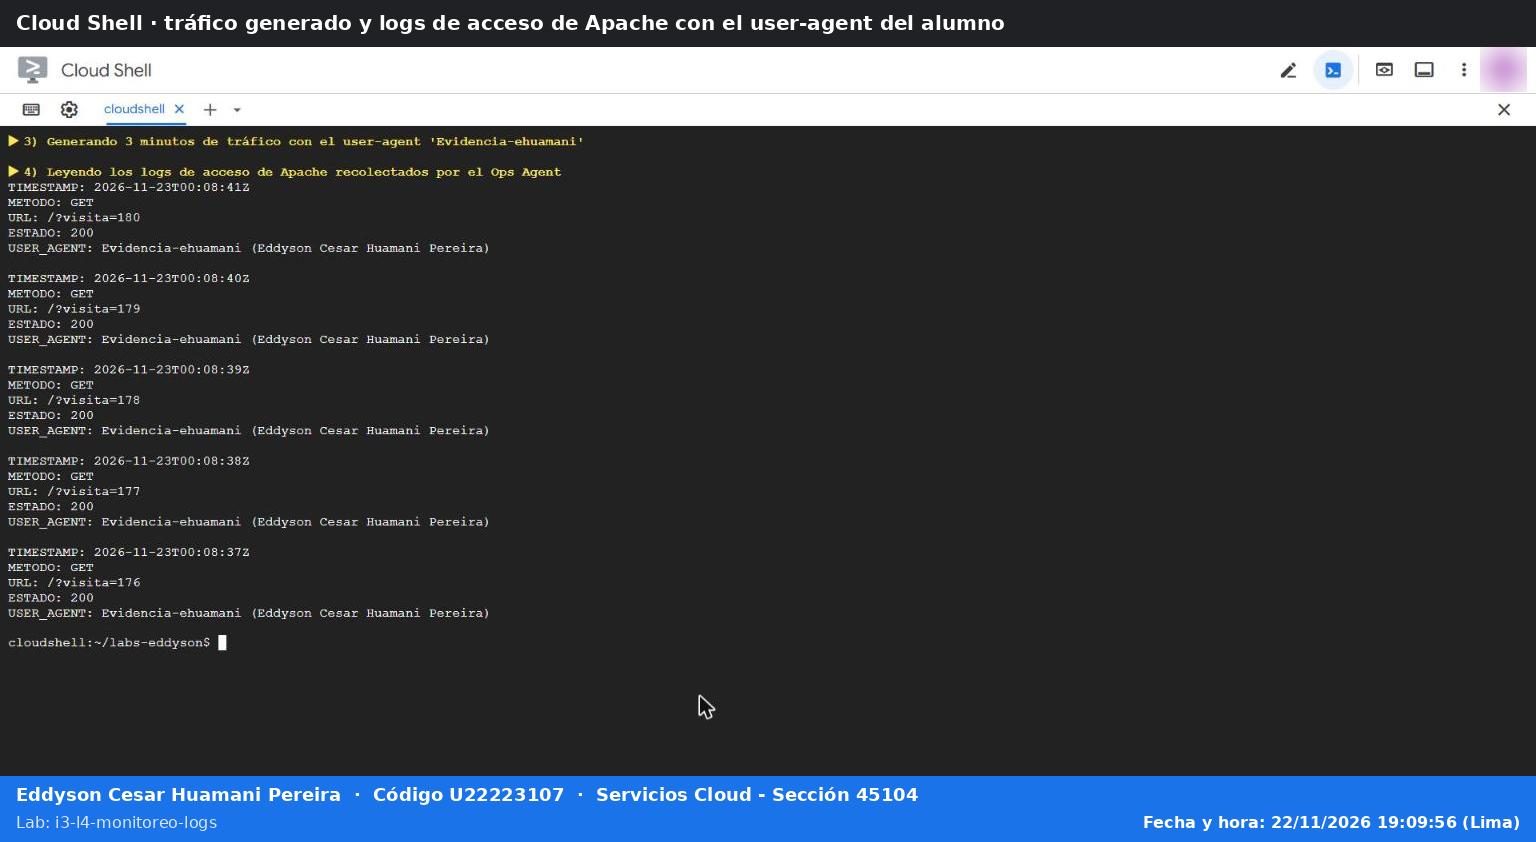 Cloud Shell · tráfico generado y logs de acceso de Apache con el user-agent del alumno
Cloud Shell
cloudshell
▶ 3) Generando 3 minutos de tráfico con el user-agent 'Evidencia-ehuamani'
▶ 4) Leyendo los logs de acceso de Apache recolectados por el Ops Agent
TIMESTAMP: 2026-11-23T00:08:41Z
METODO: GET
URL: /?visita=180
ESTADO: 200
USER_AGENT: Evidencia-ehuamani (Eddyson Cesar Huamani Pereira)
TIMESTAMP: 2026-11-23T00:08:40Z
METODO: GET
URL: /?visita=179
ESTADO: 200
USER_AGENT: Evidencia-ehuamani (Eddyson Cesar Huamani Pereira)
TIMESTAMP: 2026-11-23T00:08:39Z
METODO: GET
URL: /?visita=178
ESTADO: 200
USER_AGENT: Evidencia-ehuamani (Eddyson Cesar Huamani Pereira)
TIMESTAMP: 2026-11-23T00:08:38Z
METODO: GET
URL: /?visita=177
ESTADO: 200
USER_AGENT: Evidencia-ehuamani (Eddyson Cesar Huamani Pereira)
TIMESTAMP: 2026-11-23T00:08:37Z
METODO: GET
URL: /?visita=176
ESTADO: 200
USER_AGENT: Evidencia-ehuamani (Eddyson Cesar Huamani Pereira)
cloudshell:~/labs-eddyson$
Eddyson Cesar Huamani Pereira · Código U22223107 · Servicios Cloud - Sección 45104
Lab: i3-l4-monitoreo-logs
Fecha y hora: 22/11/2026 19:09:56 (Lima)